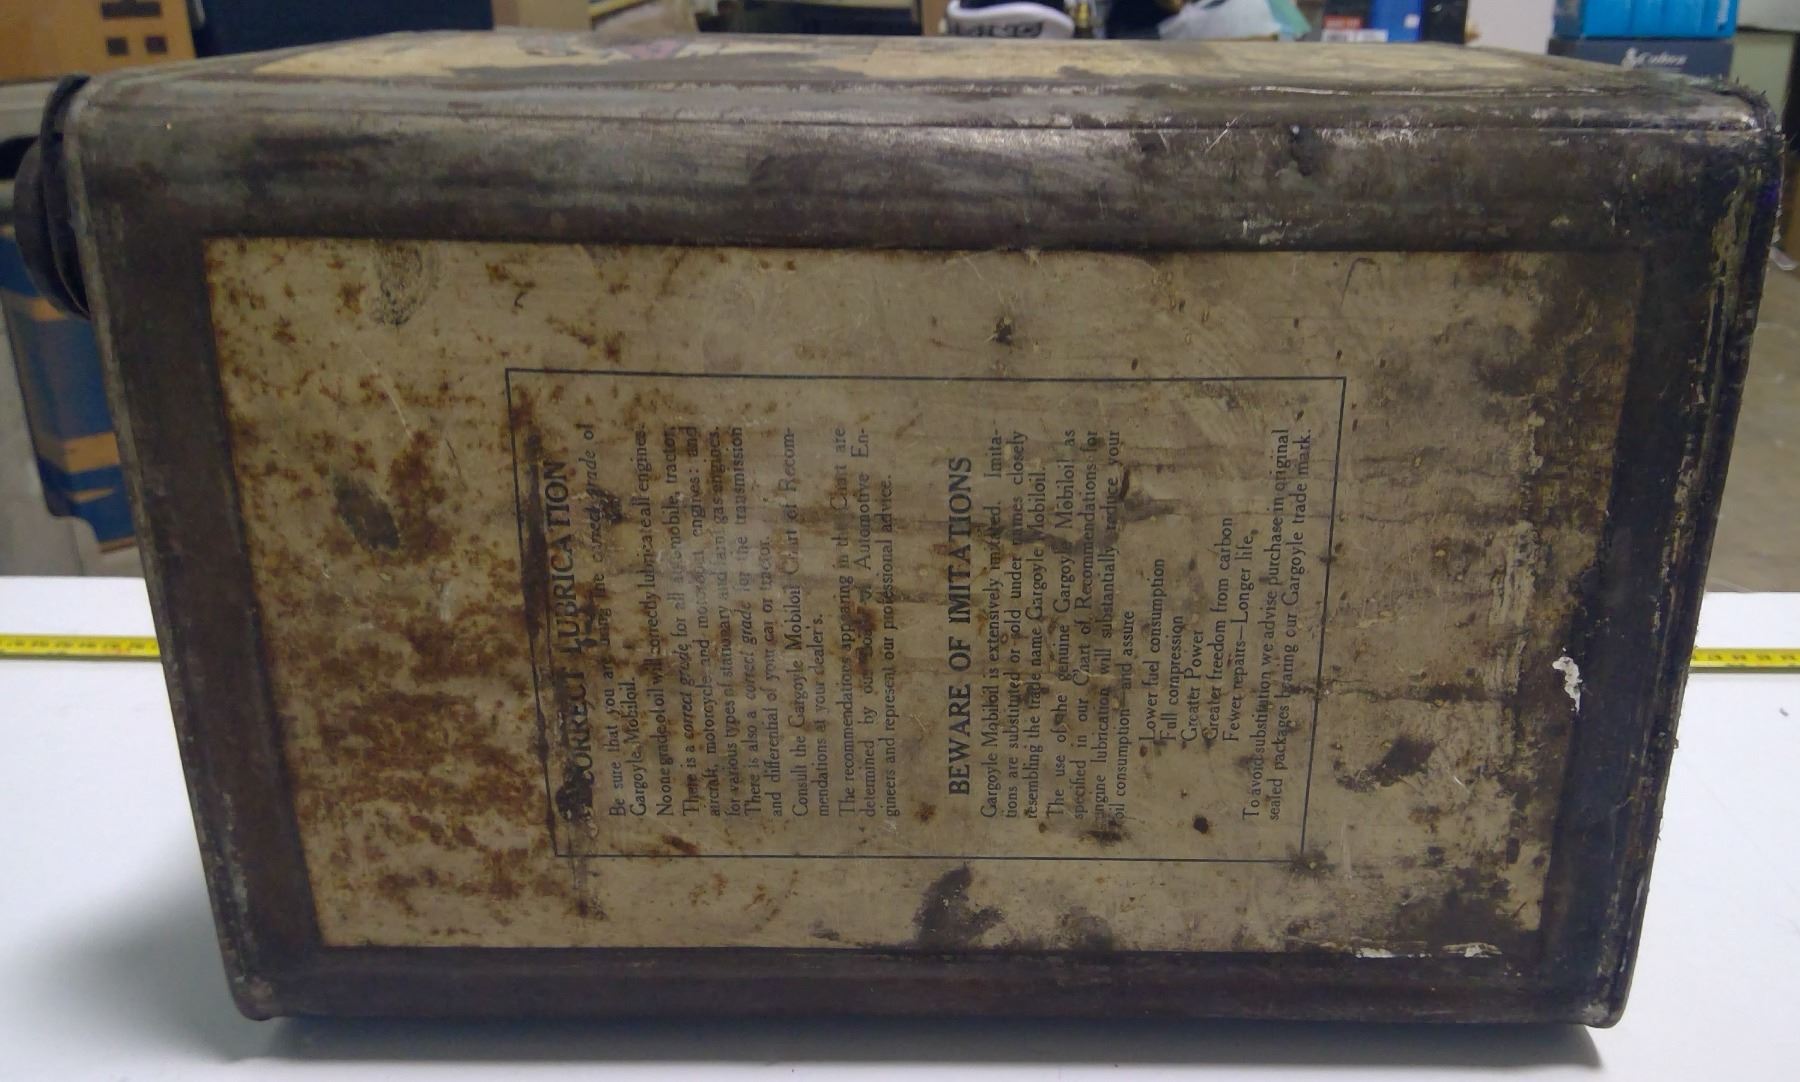 CORRECT LUBRICATION
Be sure that you are using the correct grade of
Gargoyle Mobiloil.
No one grade of oil will correctly lubricate all engines.
There is a correct grade for all automobile, tractor,
aircraft, motorcycle and motorboat engines: and
for various types of stationary and farm gas engines.
There is also a correct grade for the transmission
and differential of your car or tractor.
Consult the Gargoyle Mobiloil Chart of Recom-
mendations at your dealer's.
The recommendations appearing in the Chart are
determined by our Board of Automotive En-
gineers and represent our professional advice.
BEWARE OF IMITATIONS
Gargoyle Mobiloil is extensively imitated. Imita-
tions are substituted or sold under names closely
resembling the trade name Gargoyle Mobiloil.
The use of the genuine Gargoyle Mobiloil as
specified in our Chart of Recommendations for
engine lubrication will substantially reduce your
oil consumption and assure
Lower fuel consumption
Full compression
Greater Power
Greater freedom from carbon
Fewer repairs—Longer life,
To avoid substitution we advise purchase in original
sealed packages bearing our Gargoyle trade mark.